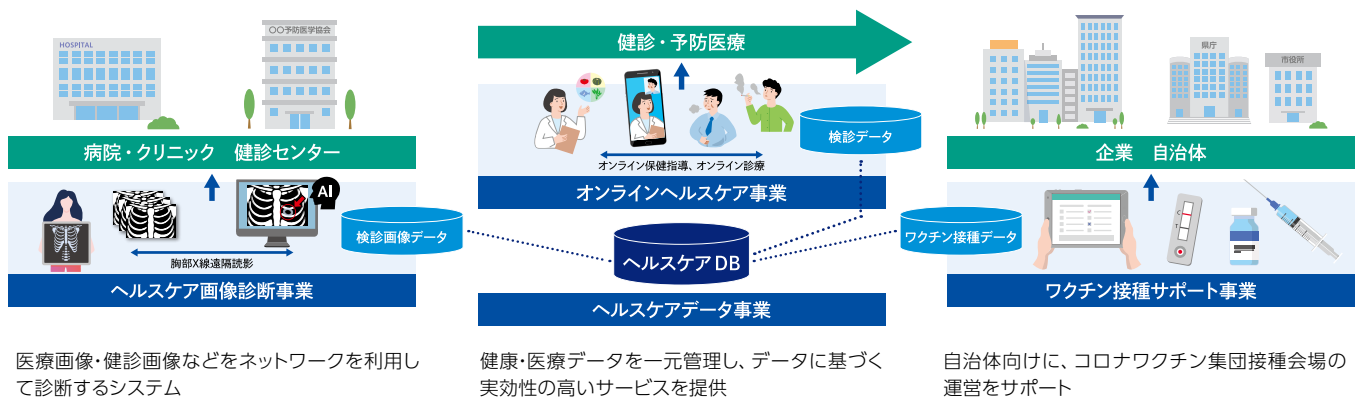 HOSPITAL
〇〇予防医学協会
病院・クリニック 健診センター
AI
胸部X線遠隔読影
検診画像データ
ヘルスケア画像診断事業
医療画像・健診画像などをネットワークを利用し
て診断するシステム
健診・予防医療
オンライン保健指導、オンライン診療
検診データ
オンラインヘルスケア事業
ヘルスケアDB
ヘルスケアデータ事業
健康・医療データを一元管理し、データに基づく
実効性の高いサービスを提供
県庁
市役所
企業 自治体
ワクチン接種データ
C
T
ワクチン接種サポート事業
自治体向けに、コロナワクチン集団接種会場の
運営をサポート